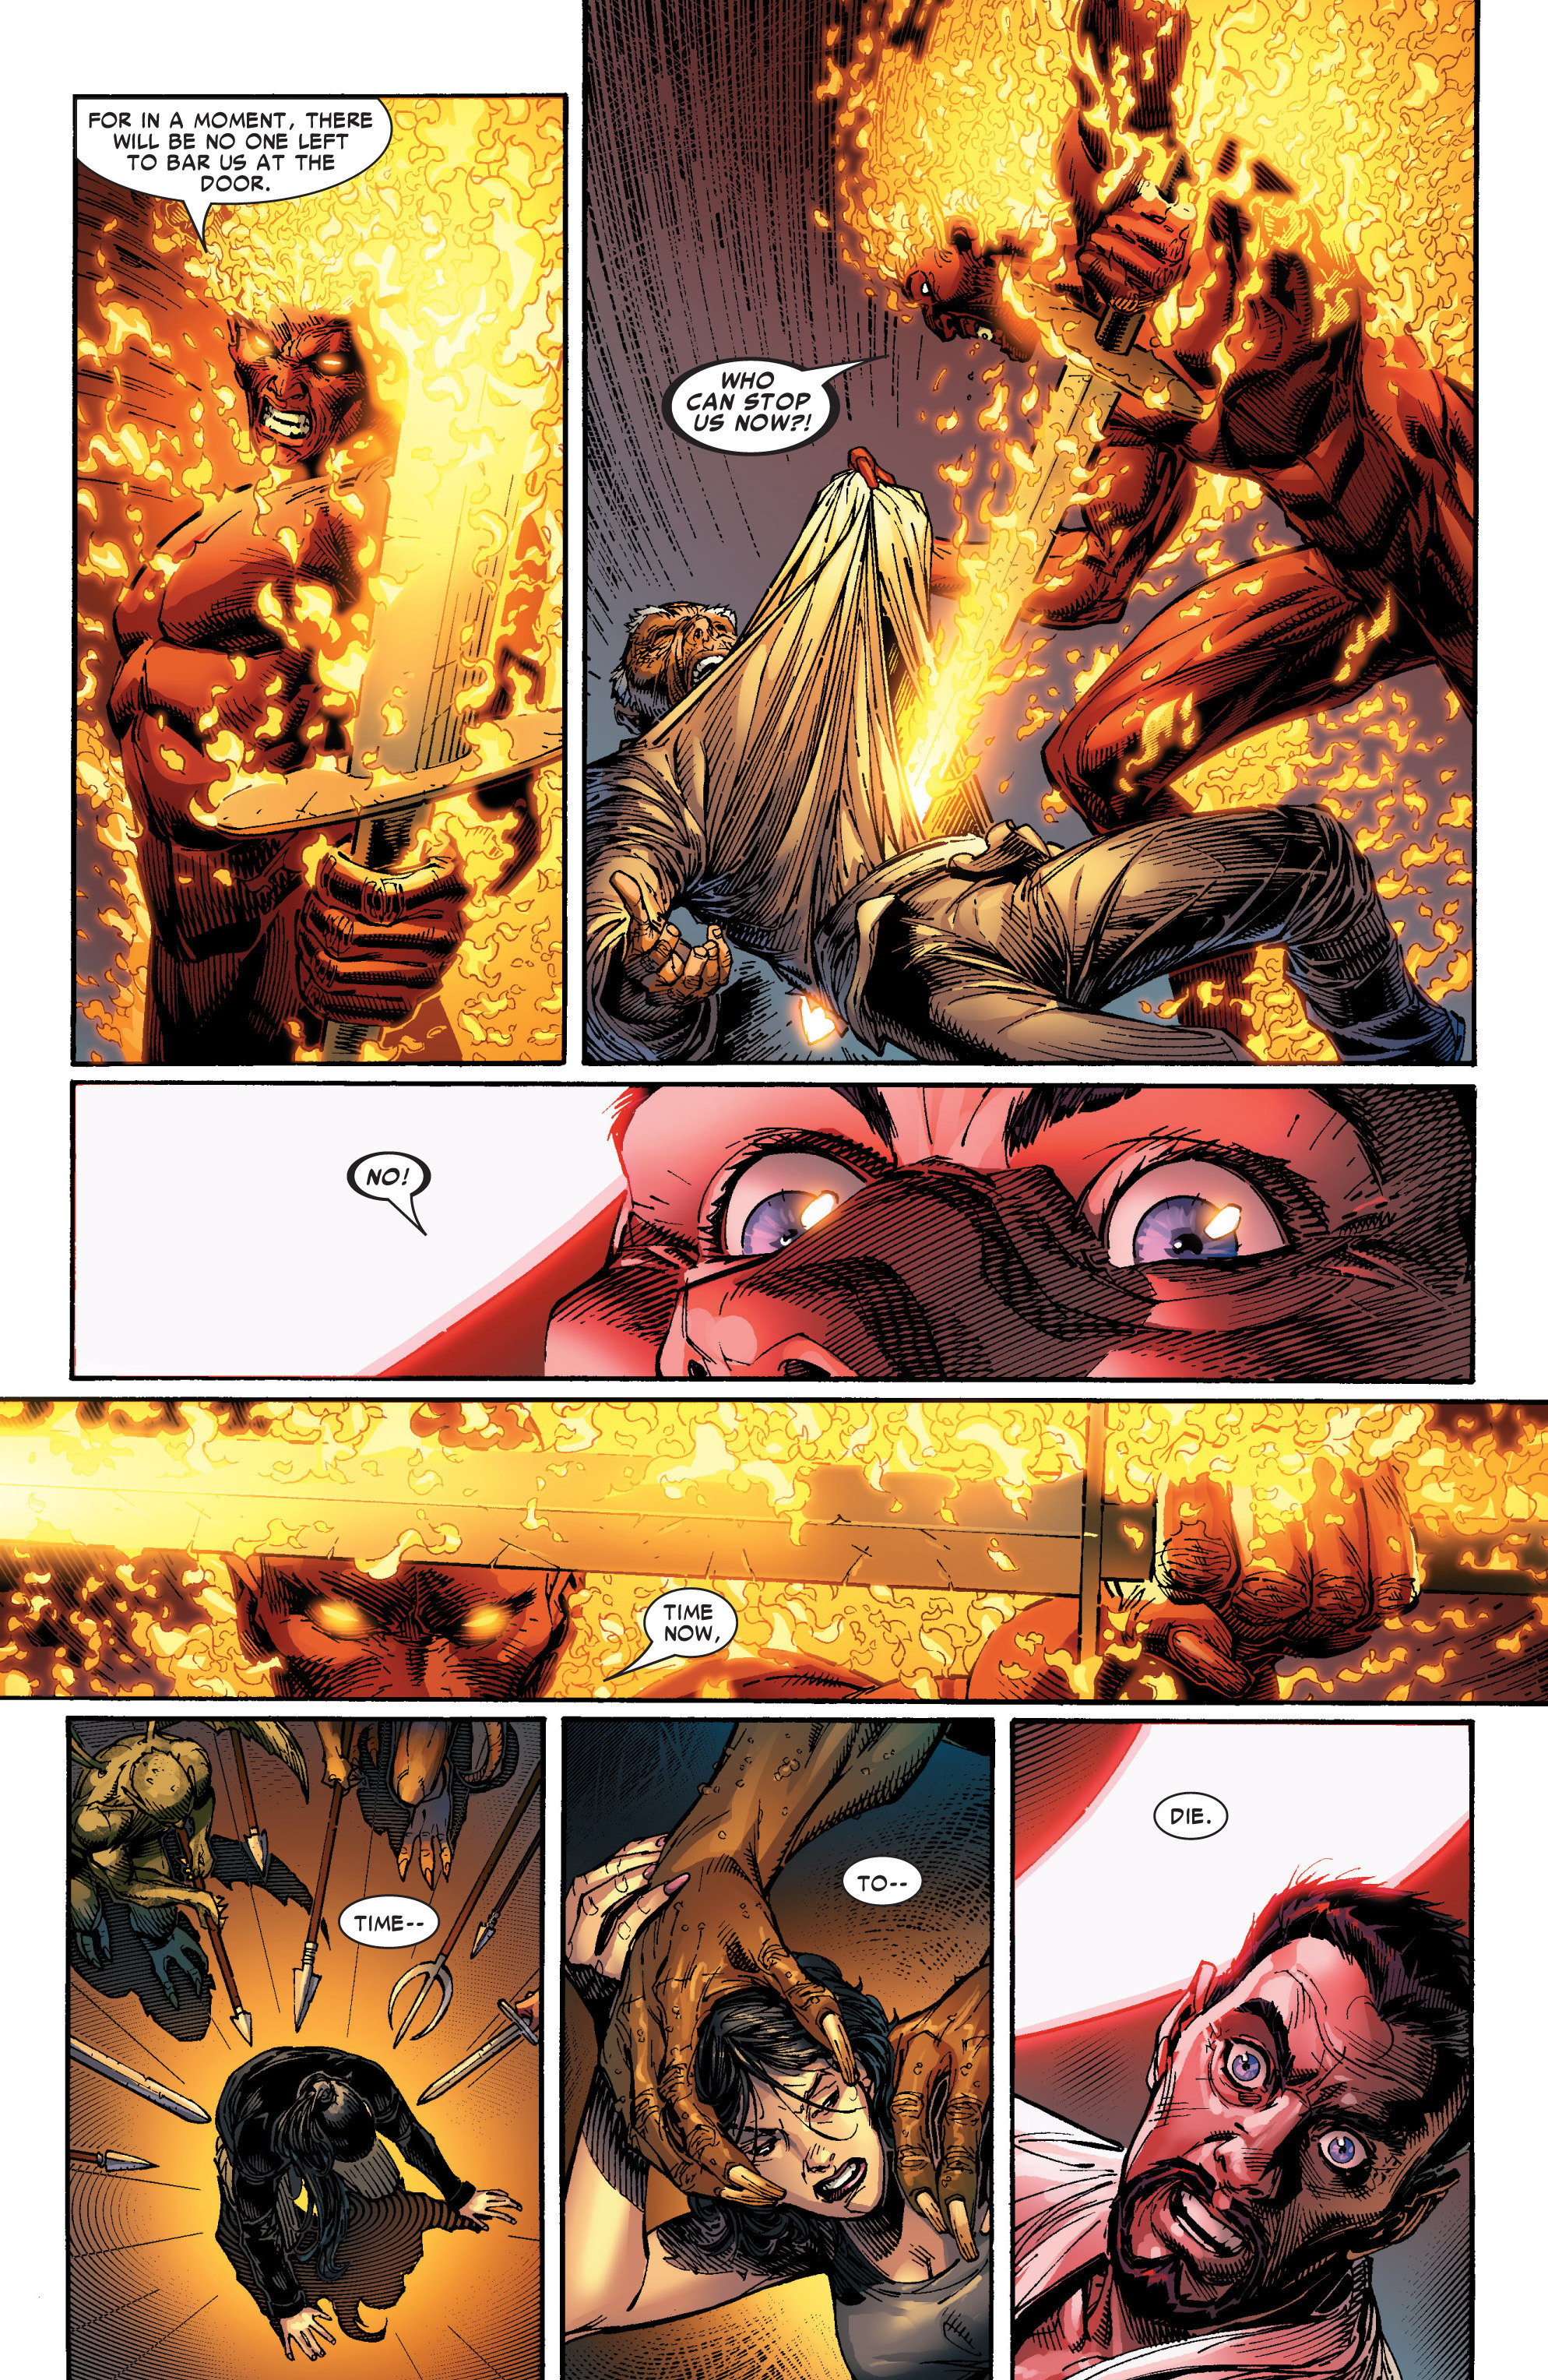 FOR IN A MOMENT, THERE
WILL BE NO ONE LEFT
TO BAR US AT THE
DOOR.
WHO
CAN STOP
US NOW?!
NO!
TIME
NOW,
TIME--
TO--
DIE.